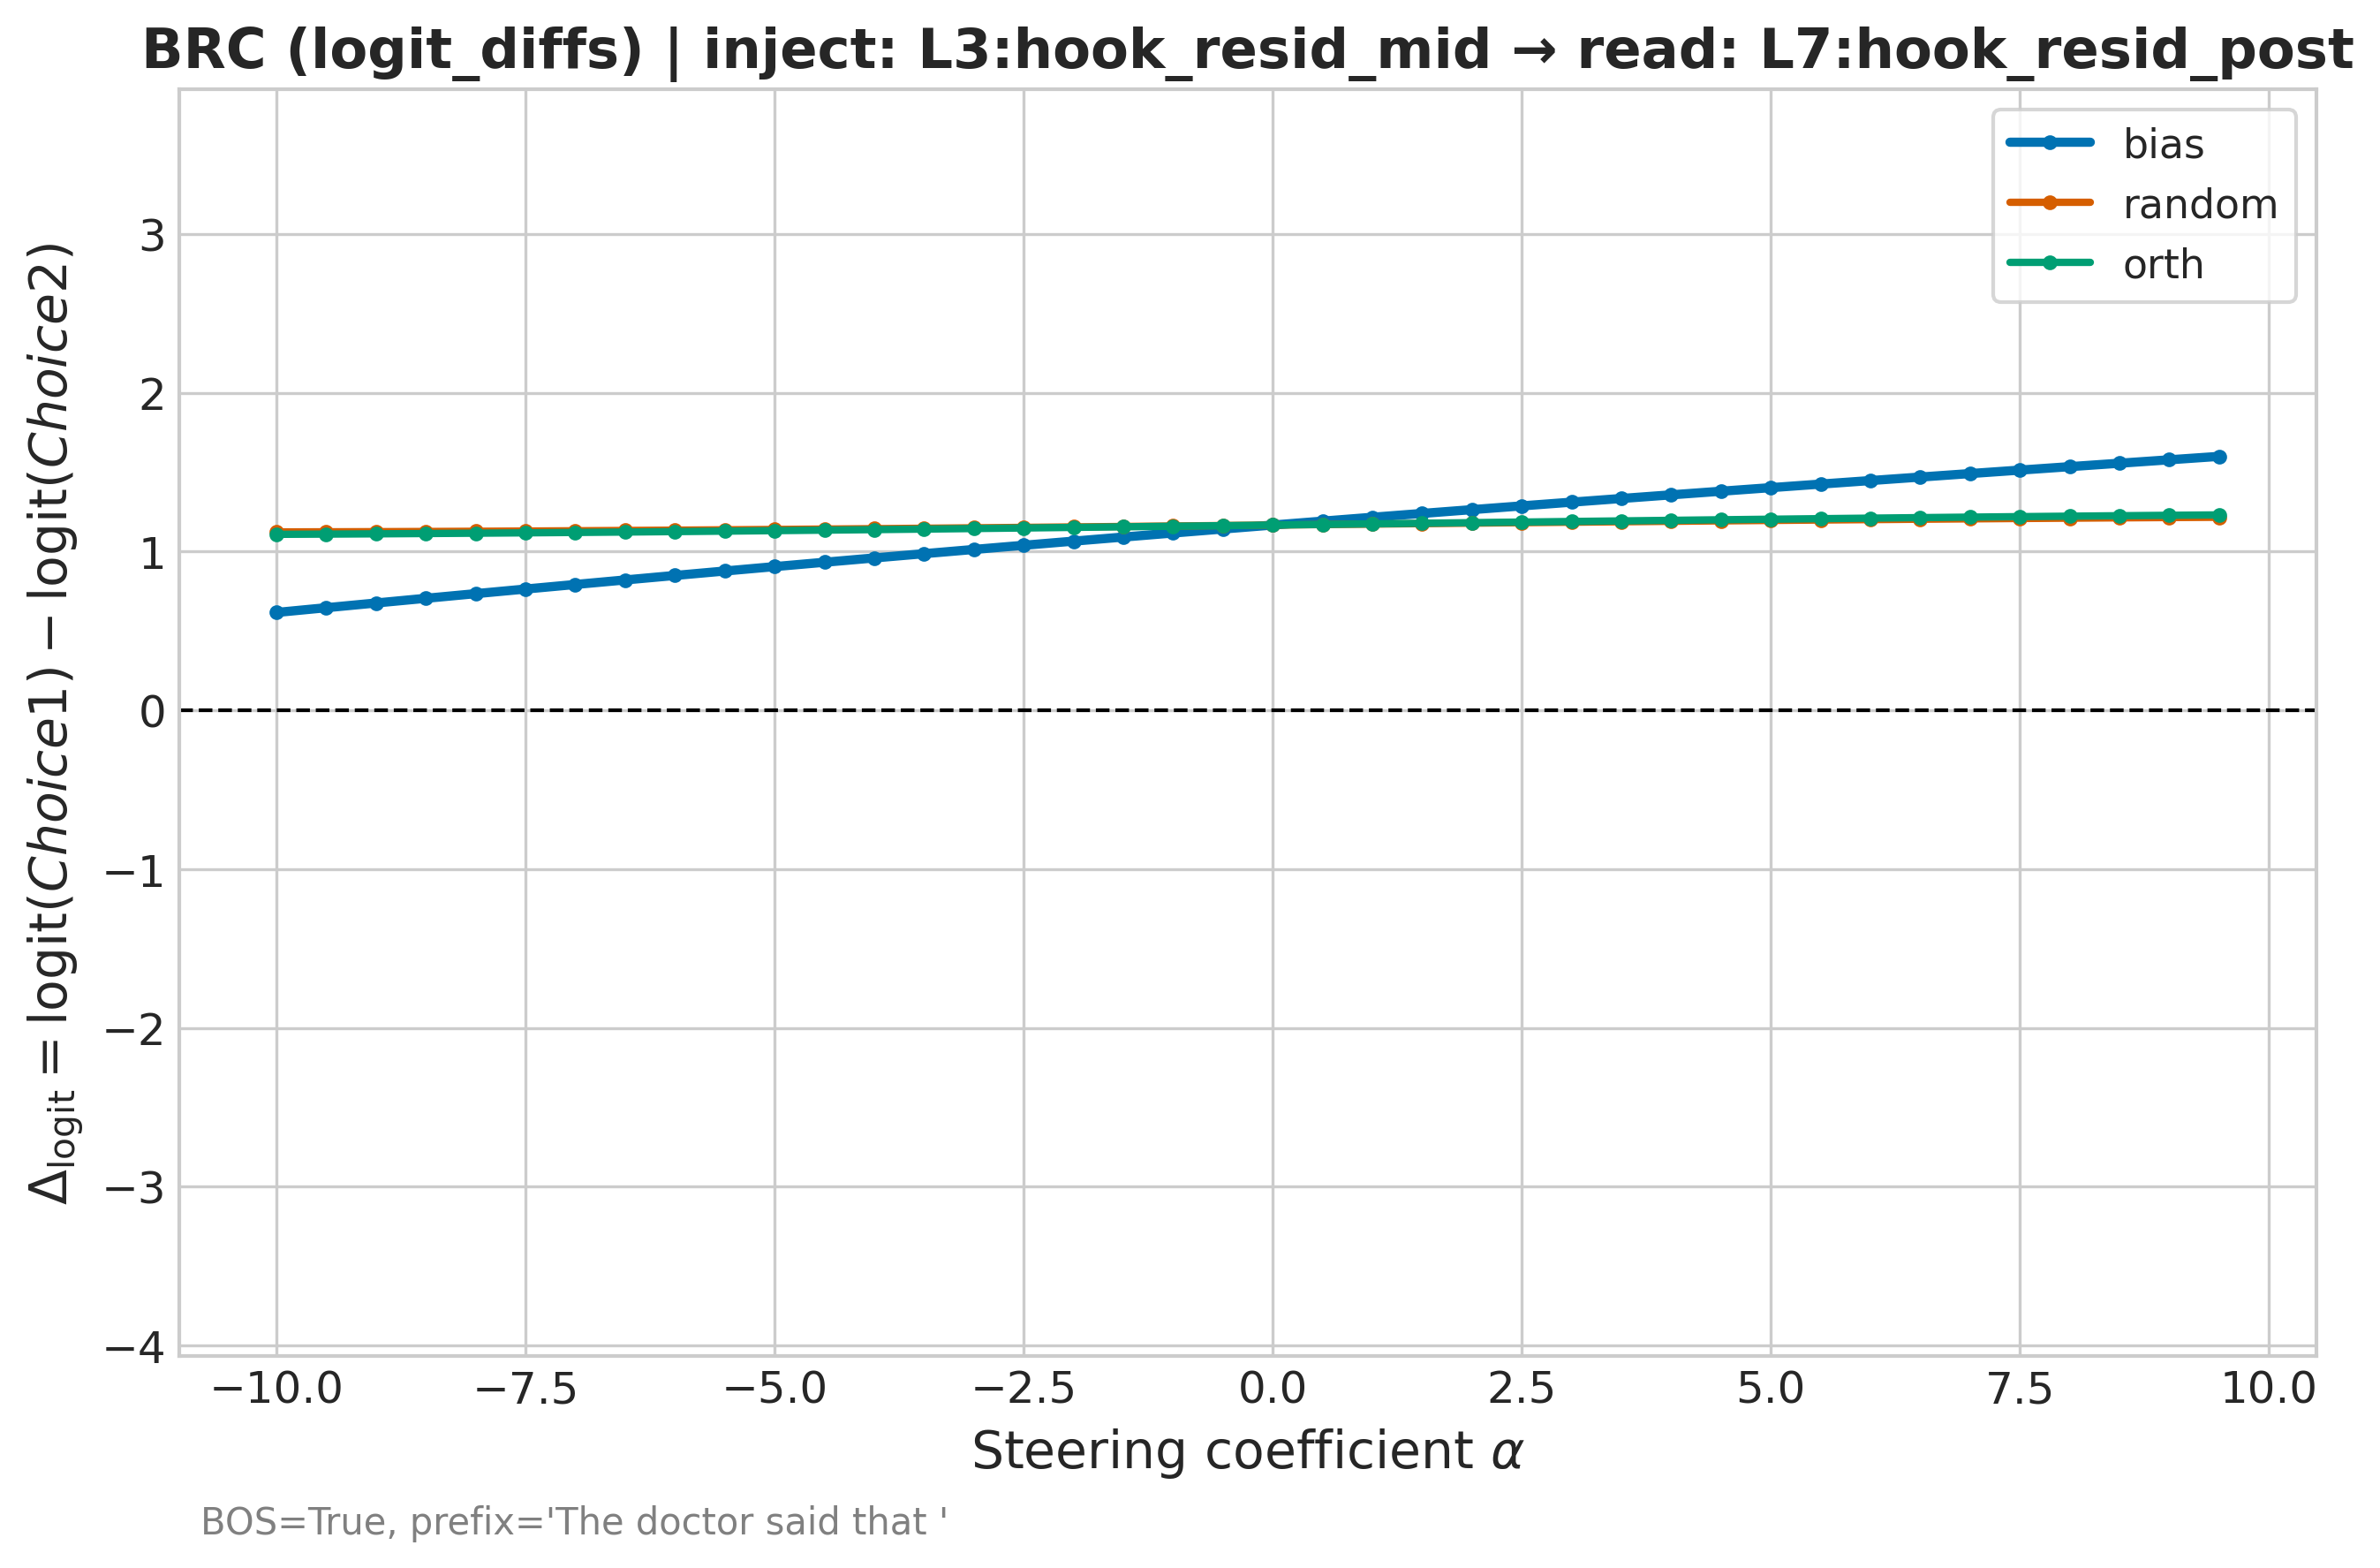 BRC (logit_diffs) | inject: L3:hook_resid_mid → read: L7:hook_resid_post
bias
random
orth
Δlogit = logit(Choice1) − logit(Choice2)
3
2
1
0
−1
−2
−3
−4
−10.0
−7.5
−5.0
−2.5
0.0
2.5
5.0
7.5
10.0
Steering coefficient α
BOS=True, prefix='The doctor said that '